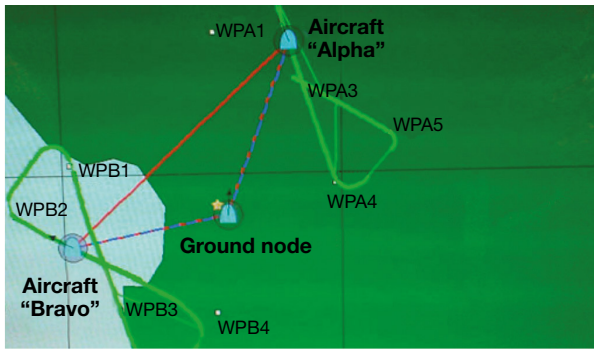 WPA1
Aircraft
“Alpha”
WPA3
WPA5
WPB1
WPA4
WPB2
Ground node
Aircraft
“Bravo”
WPB3
WPB4